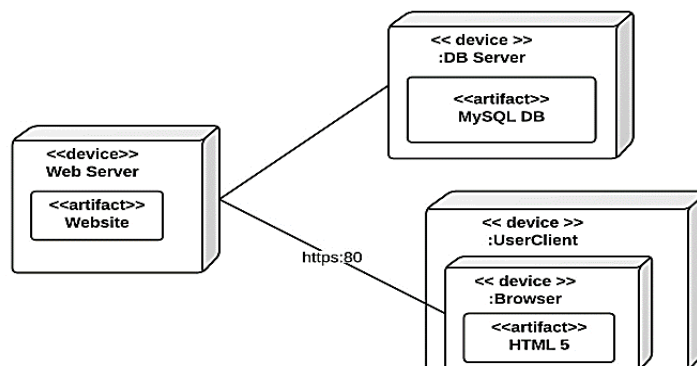 << device >>
:DB Server
<<artifact>>
MySQL DB
<<device>>
Web Server
<<artifact>>
Website
https:80
<< device >>
:UserClient
<< device >>
:Browser
<<artifact>>
HTML 5